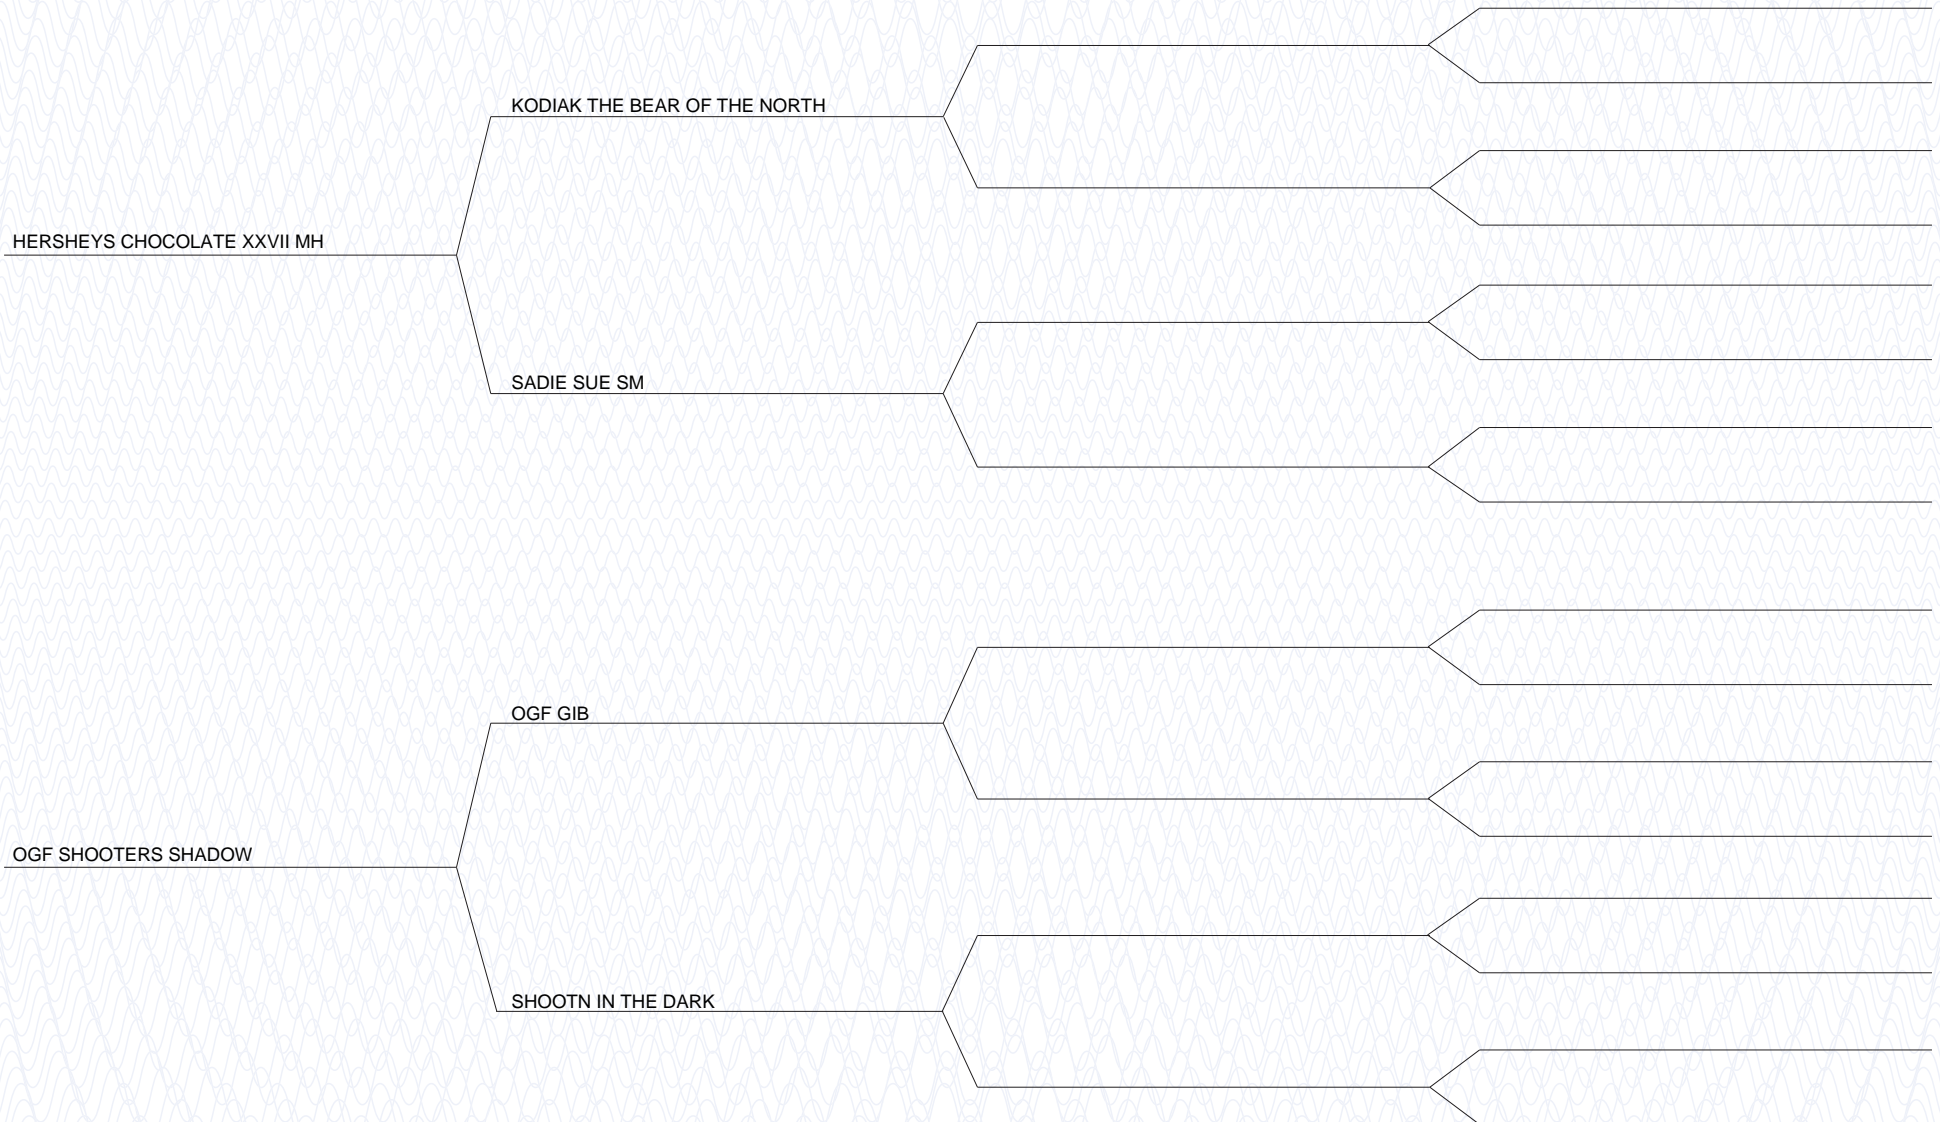 KODIAK THE BEAR OF THE NORTH
HERSHEYS CHOCOLATE XXVII MH
SADIE SUE SM
OGF GIB
OGF SHOOTERS SHADOW
SHOOTN IN THE DARK